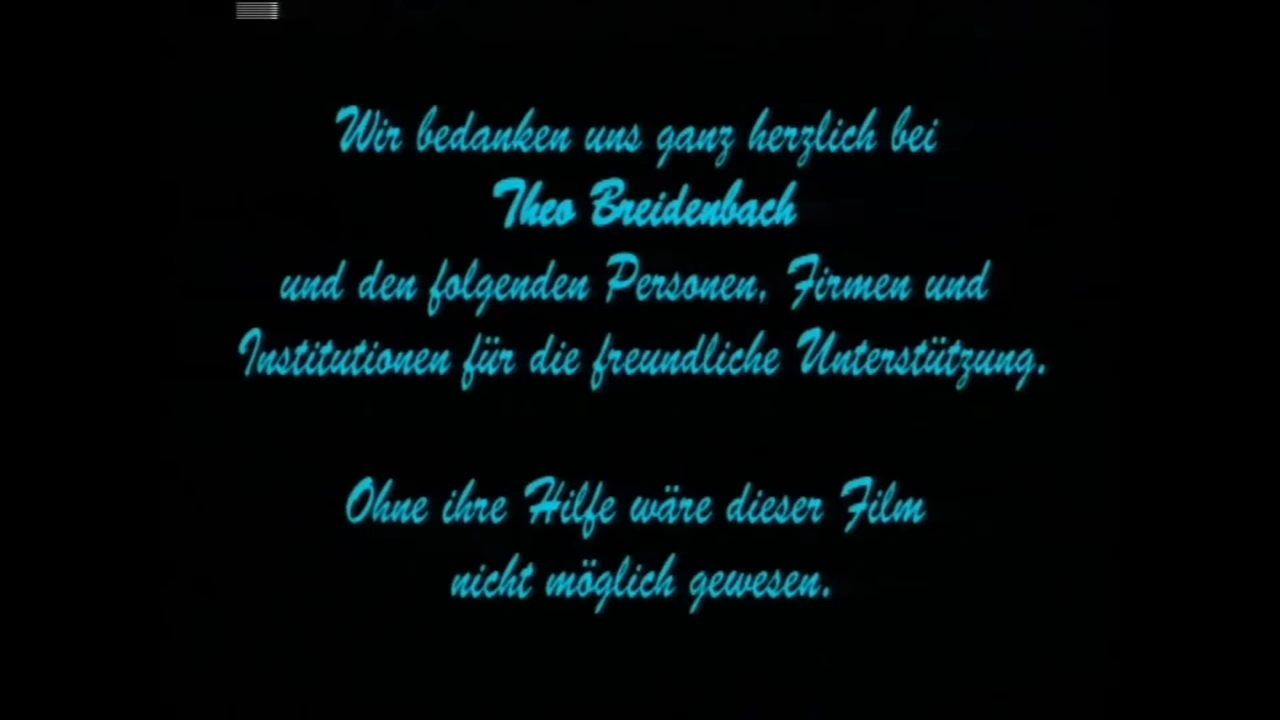 Wir bedanken uns ganz herzlich bei
Theo Breidenbach
und den folgenden Personen, Firmen und
Institutionen für die freundliche Unterstützung.
Ohne ihre Hilfe wäre dieser Film
nicht möglich gewesen.